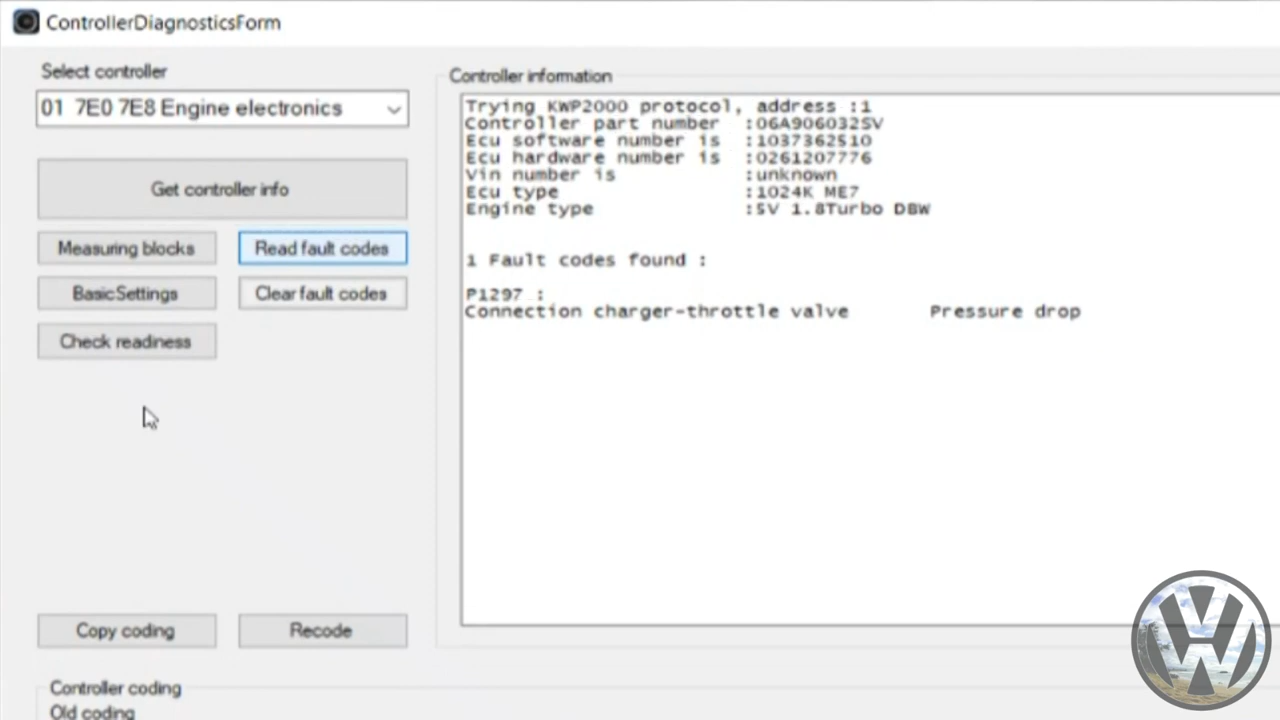 ControllerDiagnosticsForm
Select controller
01 7E0 7E8 Engine electronics
Get controller info
Measuring blocks
Read fault codes
BasicSettings
Clear fault codes
Check readiness
Copy coding
Recode
Controller coding
Old coding
Controller information
Trying KWP2000 protocol, address :1
Controller part number :06A906032SV
Ecu software number is :1037362510
Ecu hardware number is :0261207776
Vin number is :unknown
Ecu type :1024K ME7
Engine type :5V 1.8Turbo DBW
1 Fault codes found :
P1297 :
Connection charger-throttle valve Pressure drop